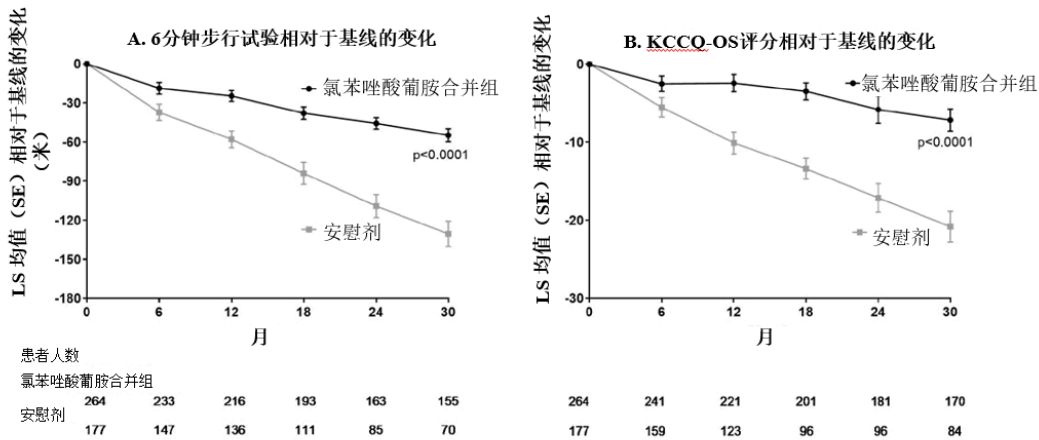 A. 6分钟步行试验相对于基线的变化
LS 均值（SE）相对于基线的变化
（米）
0
-30
-60
-90
-120
-150
-180
氯苯唑酸葡胺合并组
p<0.0001
安慰剂
0 6 12 18 24 30
月
B. KCCQ-OS评分相对于基线的变化
LS 均值（SE）相对于基线的变化
0
-10
-20
-30
氯苯唑酸葡胺合并组
p<0.0001
安慰剂
0 6 12 18 24 30
月
患者人数
氯苯唑酸葡胺合并组
264 233 216 193 163 155
264 241 221 201 181 170
安慰剂
177 147 136 111 85 70
177 159 123 96 96 84